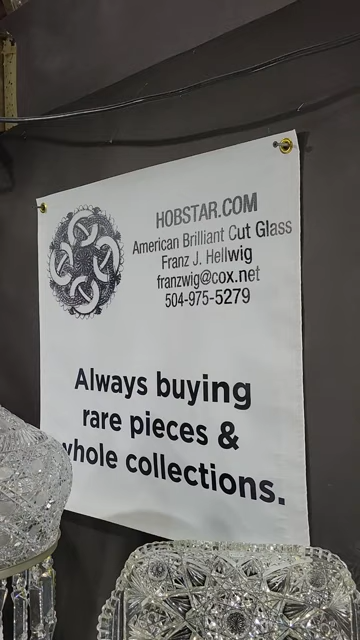 HOBSTAR.COM
American Brilliant Cut Glass
Franz J. Hellwig
franzwig@cox.net
504-975-5279
Always buying
rare pieces &
whole collections.